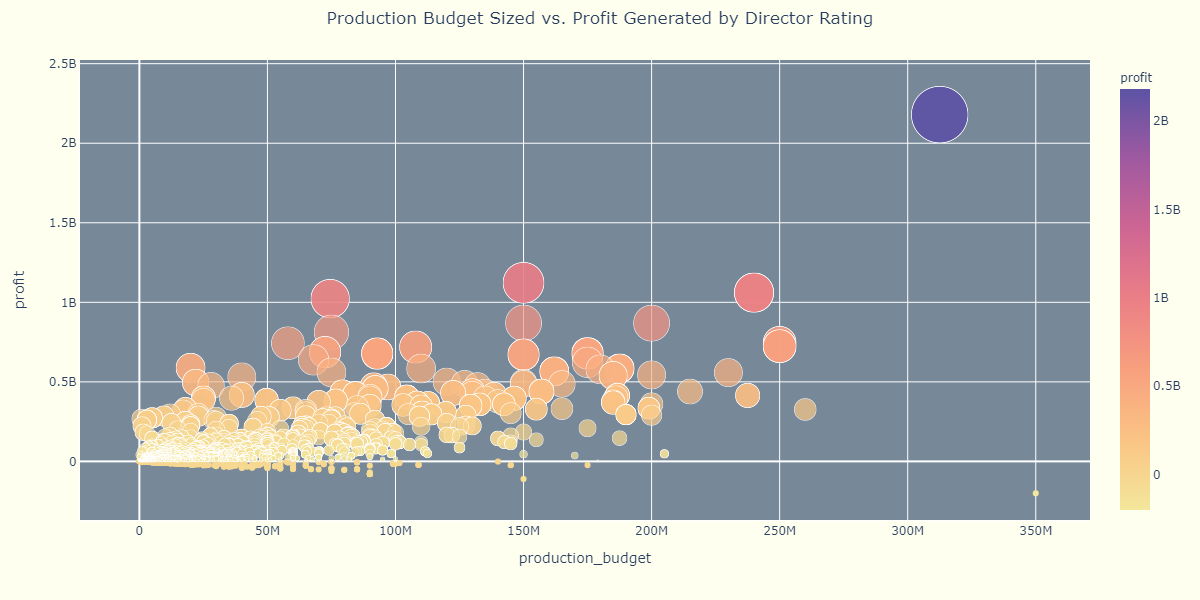 Production Budget Sized vs. Profit Generated by Director Rating
profit
2.5B
2B
1.5B
1B
0.5B
0
profit
2B
1.5B
1B
0.5B
0
0
50M
100M
150M
200M
250M
300M
350M
production_budget